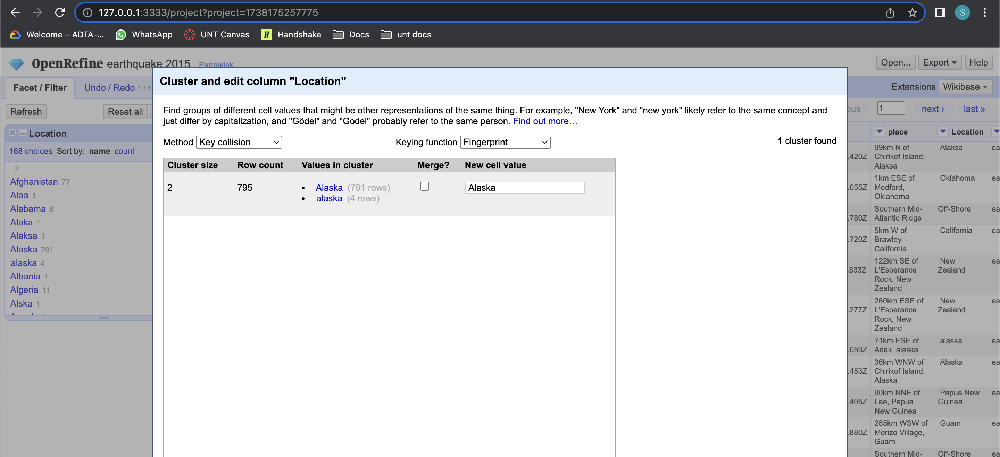 127.0.0.1:3333/project?project=1738175257775
S
Welcome – ADTA-... WhatsApp UNT Canvas H Handshake Docs unt docs
OpenRefine earthquake 2015 Permalink
Open... Export Help
Facet / Filter Undo / Redo 1 / 1
Extensions Wikibase
Refresh Reset all
1 next › last »
Location
168 choices Sort by: name count
2
Afghanistan 77
Alaa 1
Alabama 6
Alaka 1
Alaksa 1
Alaska 791
alaska 4
Albania 1
Algeria 11
Alska 1
Cluster and edit column "Location"
Find groups of different cell values that might be other representations of the same thing. For example, "New York" and "new york" likely refer to the same concept and
just differ by capitalization, and "Gödel" and "Godel" probably refer to the same person. Find out more…
Method Key collision Keying function Fingerprint 1 cluster found
Cluster size Row count Values in cluster Merge? New cell value
2 795 • Alaska (791 rows) Alaska
• alaska (4 rows)
place Location
.420Z 99km N of
Chirikof Island,
Alaksa
Alaksa
ea
.055Z 1km ESE of
Medford,
Oklahoma
Oklahoma
ea
.780Z Southern Mid-
Atlantic Ridge
Off-Shore
ea
.720Z 5km W of
Brawley,
California
California
ea
.833Z 122km SE of
L'Esperance
Rock, New
Zealand
New
Zealand
ea
.277Z 260km ESE of
L'Esperance
Rock, New
Zealand
New
Zealand
ea
.059Z 71km ESE of
Adak, alaska
alaska
ea
.453Z 36km WNW of
Chirikof Island,
Alaska
Alaska
ea
.405Z 90km NNE of
Lae, Papua
New Guinea
Papua New
Guinea
ea
.880Z 285km WSW of
Merizo Village,
Guam
Guam
ea
Southern Mid-
Off-Shore
ea